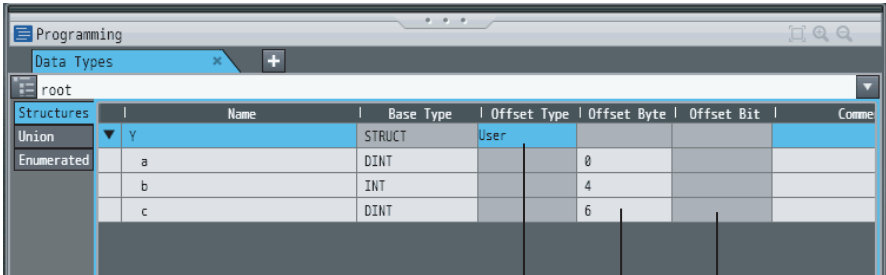 Programming
Data Types × +
root
Structures Name Base Type Offset Type Offset Byte Offset Bit Comme
Union ▼ Y STRUCT User
Enumerated a DINT 0
b INT 4
c DINT 6